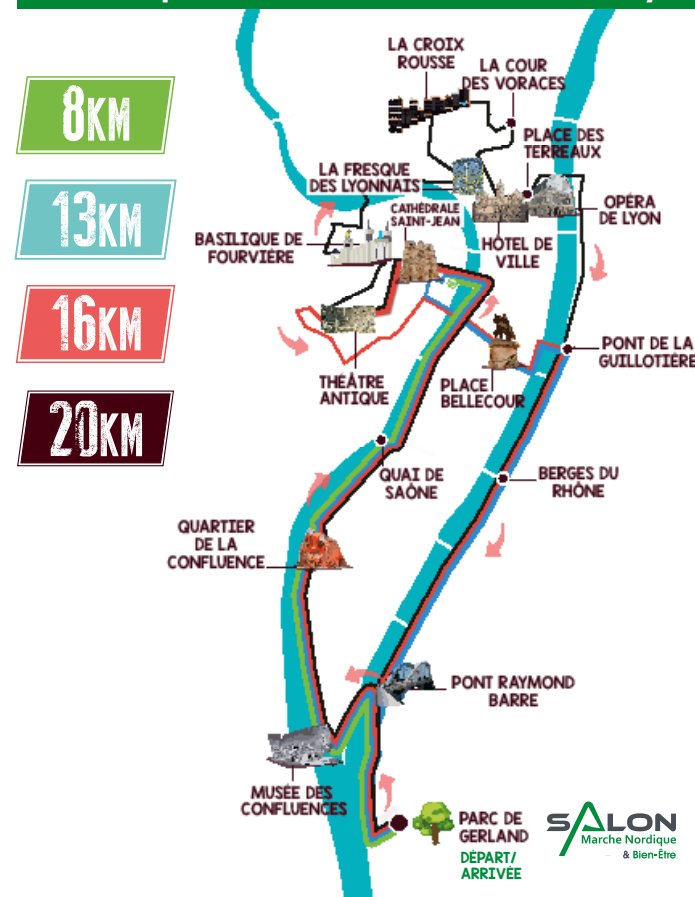 8KM
13KM
16KM
20KM
LA CROIX
ROUSSE
LA COUR
DES VORACES
PLACE DES
TERREAUX
LA FRESQUE
DES LYONNAIS
CATHÉDRALE
SAINT-JEAN
OPÉRA
DE LYON
BASILIQUE DE
FOURVIÈRE
HÔTEL DE
VILLE
PONT DE LA
GUILLOTIÈRE
THÉÂTRE
ANTIQUE
PLACE
BELLECOUR
QUAI DE
SAÔNE
BERGES DU
RHÔNE
QUARTIER
DE LA
CONFLUENCE
PONT RAYMOND
BARRE
MUSÉE DES
CONFLUENCES
PARC DE
GERLAND
DÉPART/
ARRIVÉE
SALON
Marche Nordique
& Bien-Être